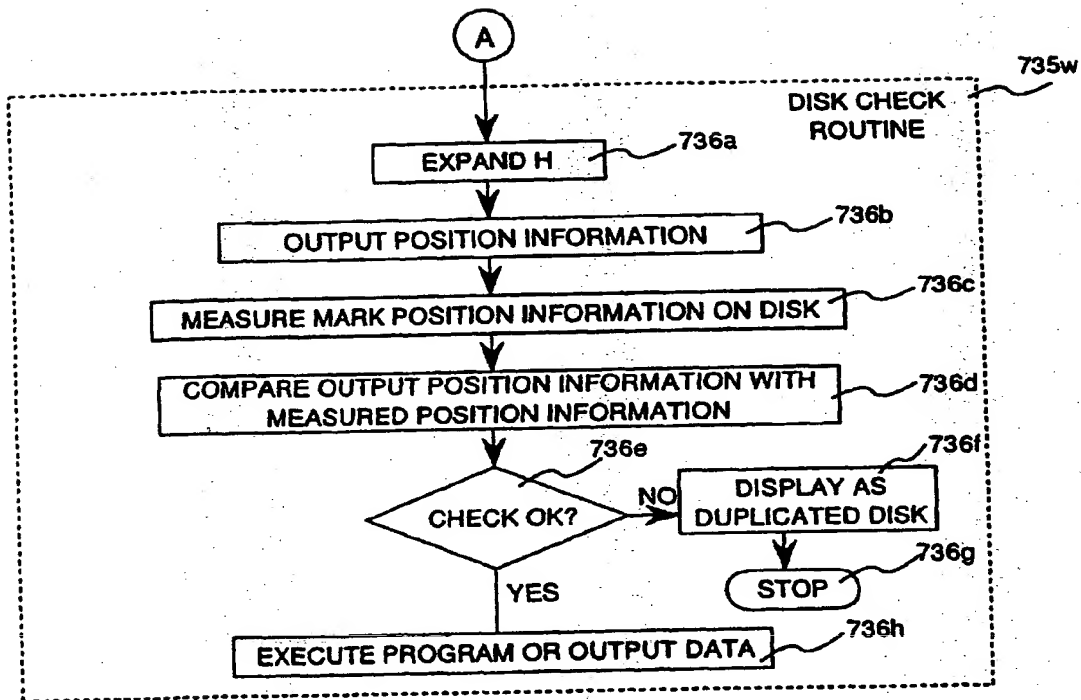 A
735w
DISK CHECK
ROUTINE
736a
EXPAND H
736b
OUTPUT POSITION INFORMATION
736c
MEASURE MARK POSITION INFORMATION ON DISK
COMPARE OUTPUT POSITION INFORMATION WITH
MEASURED POSITION INFORMATION
736d
736e
736f
CHECK OK?
NO
DISPLAY AS
DUPLICATED DISK
736g
STOP
YES
736h
EXECUTE PROGRAM OR OUTPUT DATA